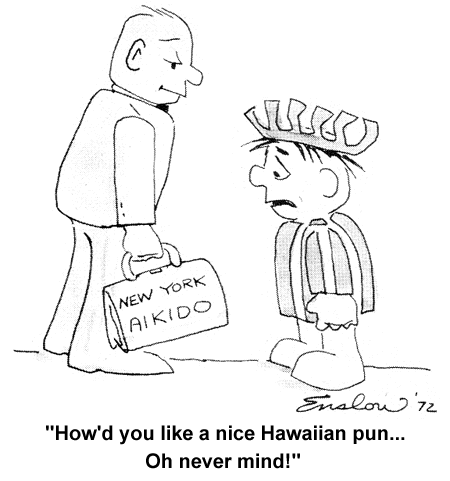 NEW YORK
AIKIDO
Enslow '72
"How'd you like a nice Hawaiian pun...
Oh never mind!"